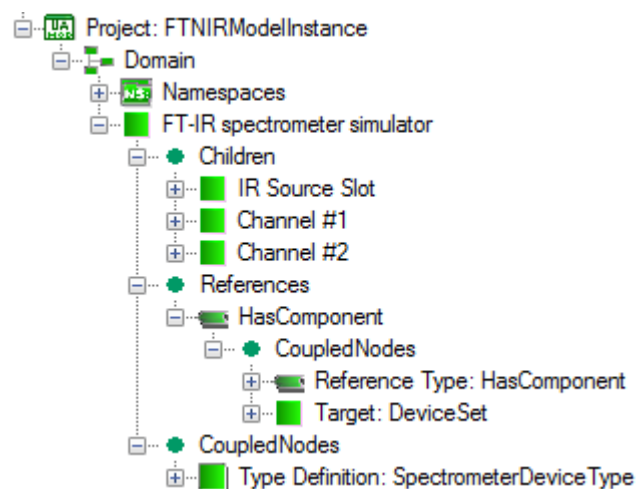 Project: FTNIRModelInstance
Domain
Namespaces
FT-IR spectrometer simulator
Children
IR Source Slot
Channel #1
Channel #2
References
HasComponent
CoupledNodes
Reference Type: HasComponent
Target: DeviceSet
CoupledNodes
Type Definition: SpectrometerDeviceType